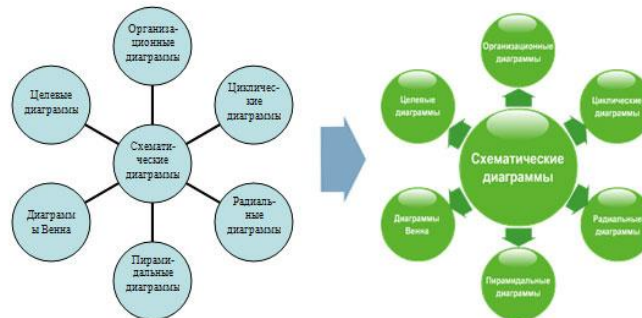 Организа-
ционные
диаграммы
Целевые
диаграммы
Цикличес-
кие
диаграммы
Схемати-
ческие
диаграммы
Диаграмм
ы Венна
Радиаль-
ные
диаграммы
Пирами-
дальные
диаграммы
Организационные
диаграммы
Целевые
диаграммы
Циклические
диаграммы
Схематические
диаграммы
Диаграммы
Венна
Радиальные
диаграммы
Пирамидальные
диаграммы